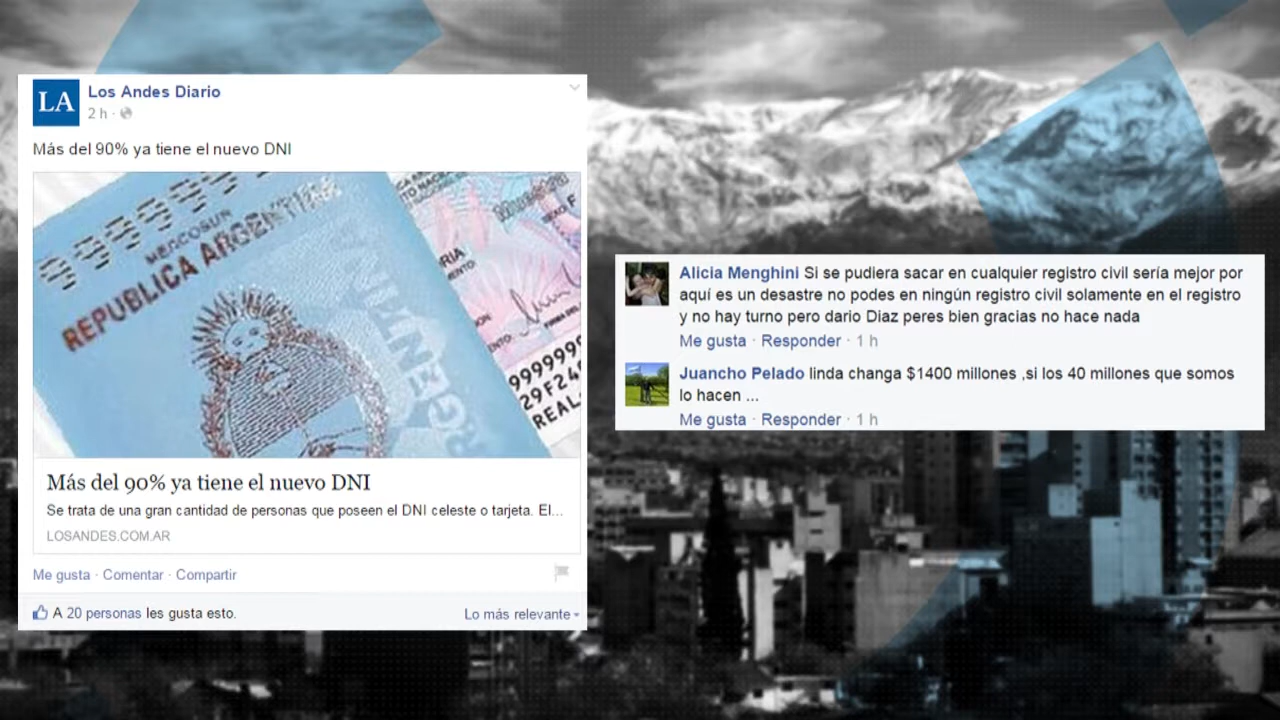 LA
Los Andes Diario
2 h ·
Más del 90% ya tiene el nuevo DNI
MERCOSUR
REPUBLICA ARGENTINA
Más del 90% ya tiene el nuevo DNI
Se trata de una gran cantidad de personas que poseen el DNI celeste o tarjeta. El...
LOSANDES.COM.AR
Me gusta · Comentar · Compartir
A 20 personas les gusta esto.
Lo más relevante
Alicia Menghini Si se pudiera sacar en cualquier registro civil sería mejor por
aquí es un desastre no podes en ningún registro civil solamente en el registro
y no hay turno pero dario Diaz peres bien gracias no hace nada
Me gusta · Responder · 1 h
Juancho Pelado linda changa $1400 millones ,si los 40 millones que somos
lo hacen ...
Me gusta · Responder · 1 h